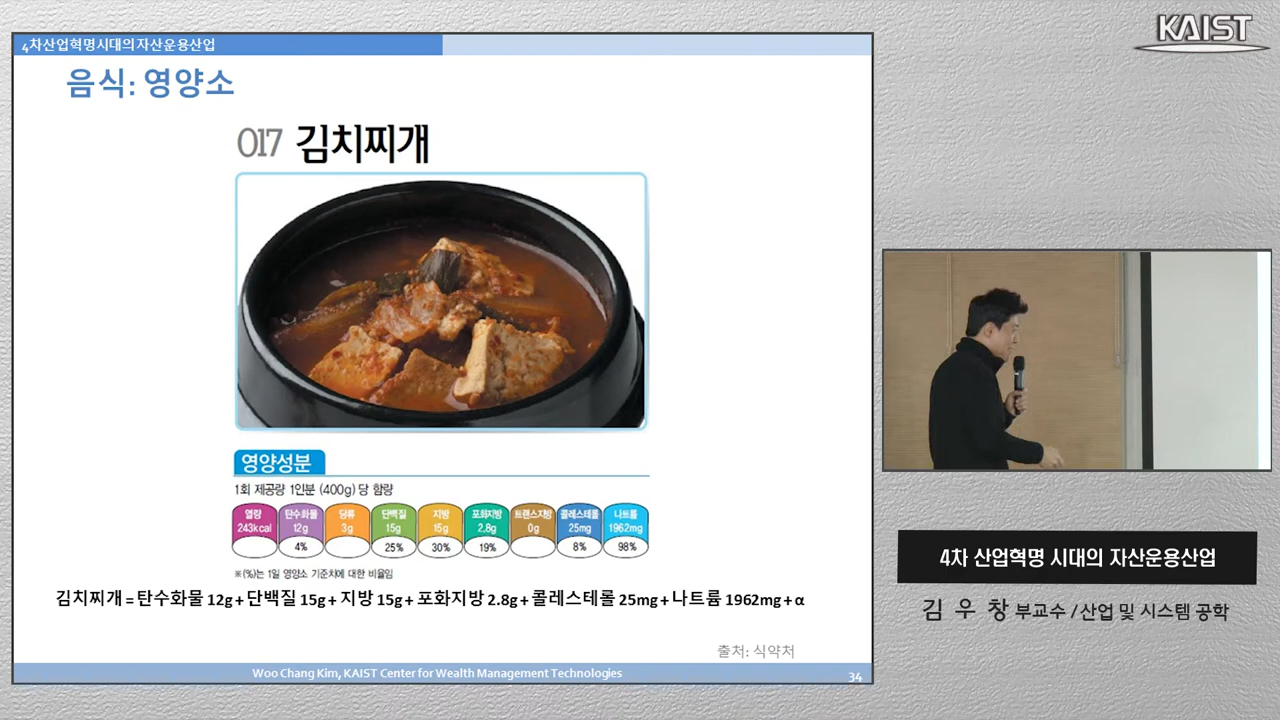 4차산업혁명시대의자산운용산업
KAIST
음식: 영양소
017 김치찌개
영양성분
1회 제공량 1인분 (400g) 당 함량
열량 탄수화물 당류 단백질 지방 포화지방 트랜스지방 콜레스테롤 나트륨
243kcal 12g 3g 15g 15g 2.8g 0g 25mg 1962mg
4% 25% 30% 19% 8% 98%
※(%)는 1일 영양소 기준치에 대한 비율임
김치찌개 = 탄수화물 12g + 단백질 15g + 지방 15g + 포화지방 2.8g + 콜레스테롤 25mg + 나트륨 1962mg + α
출처: 식약처
Woo Chang Kim, KAIST Center for Wealth Management Technologies
34
4차 산업혁명 시대의 자산운용산업
김 우 창 부교수 / 산업 및 시스템 공학